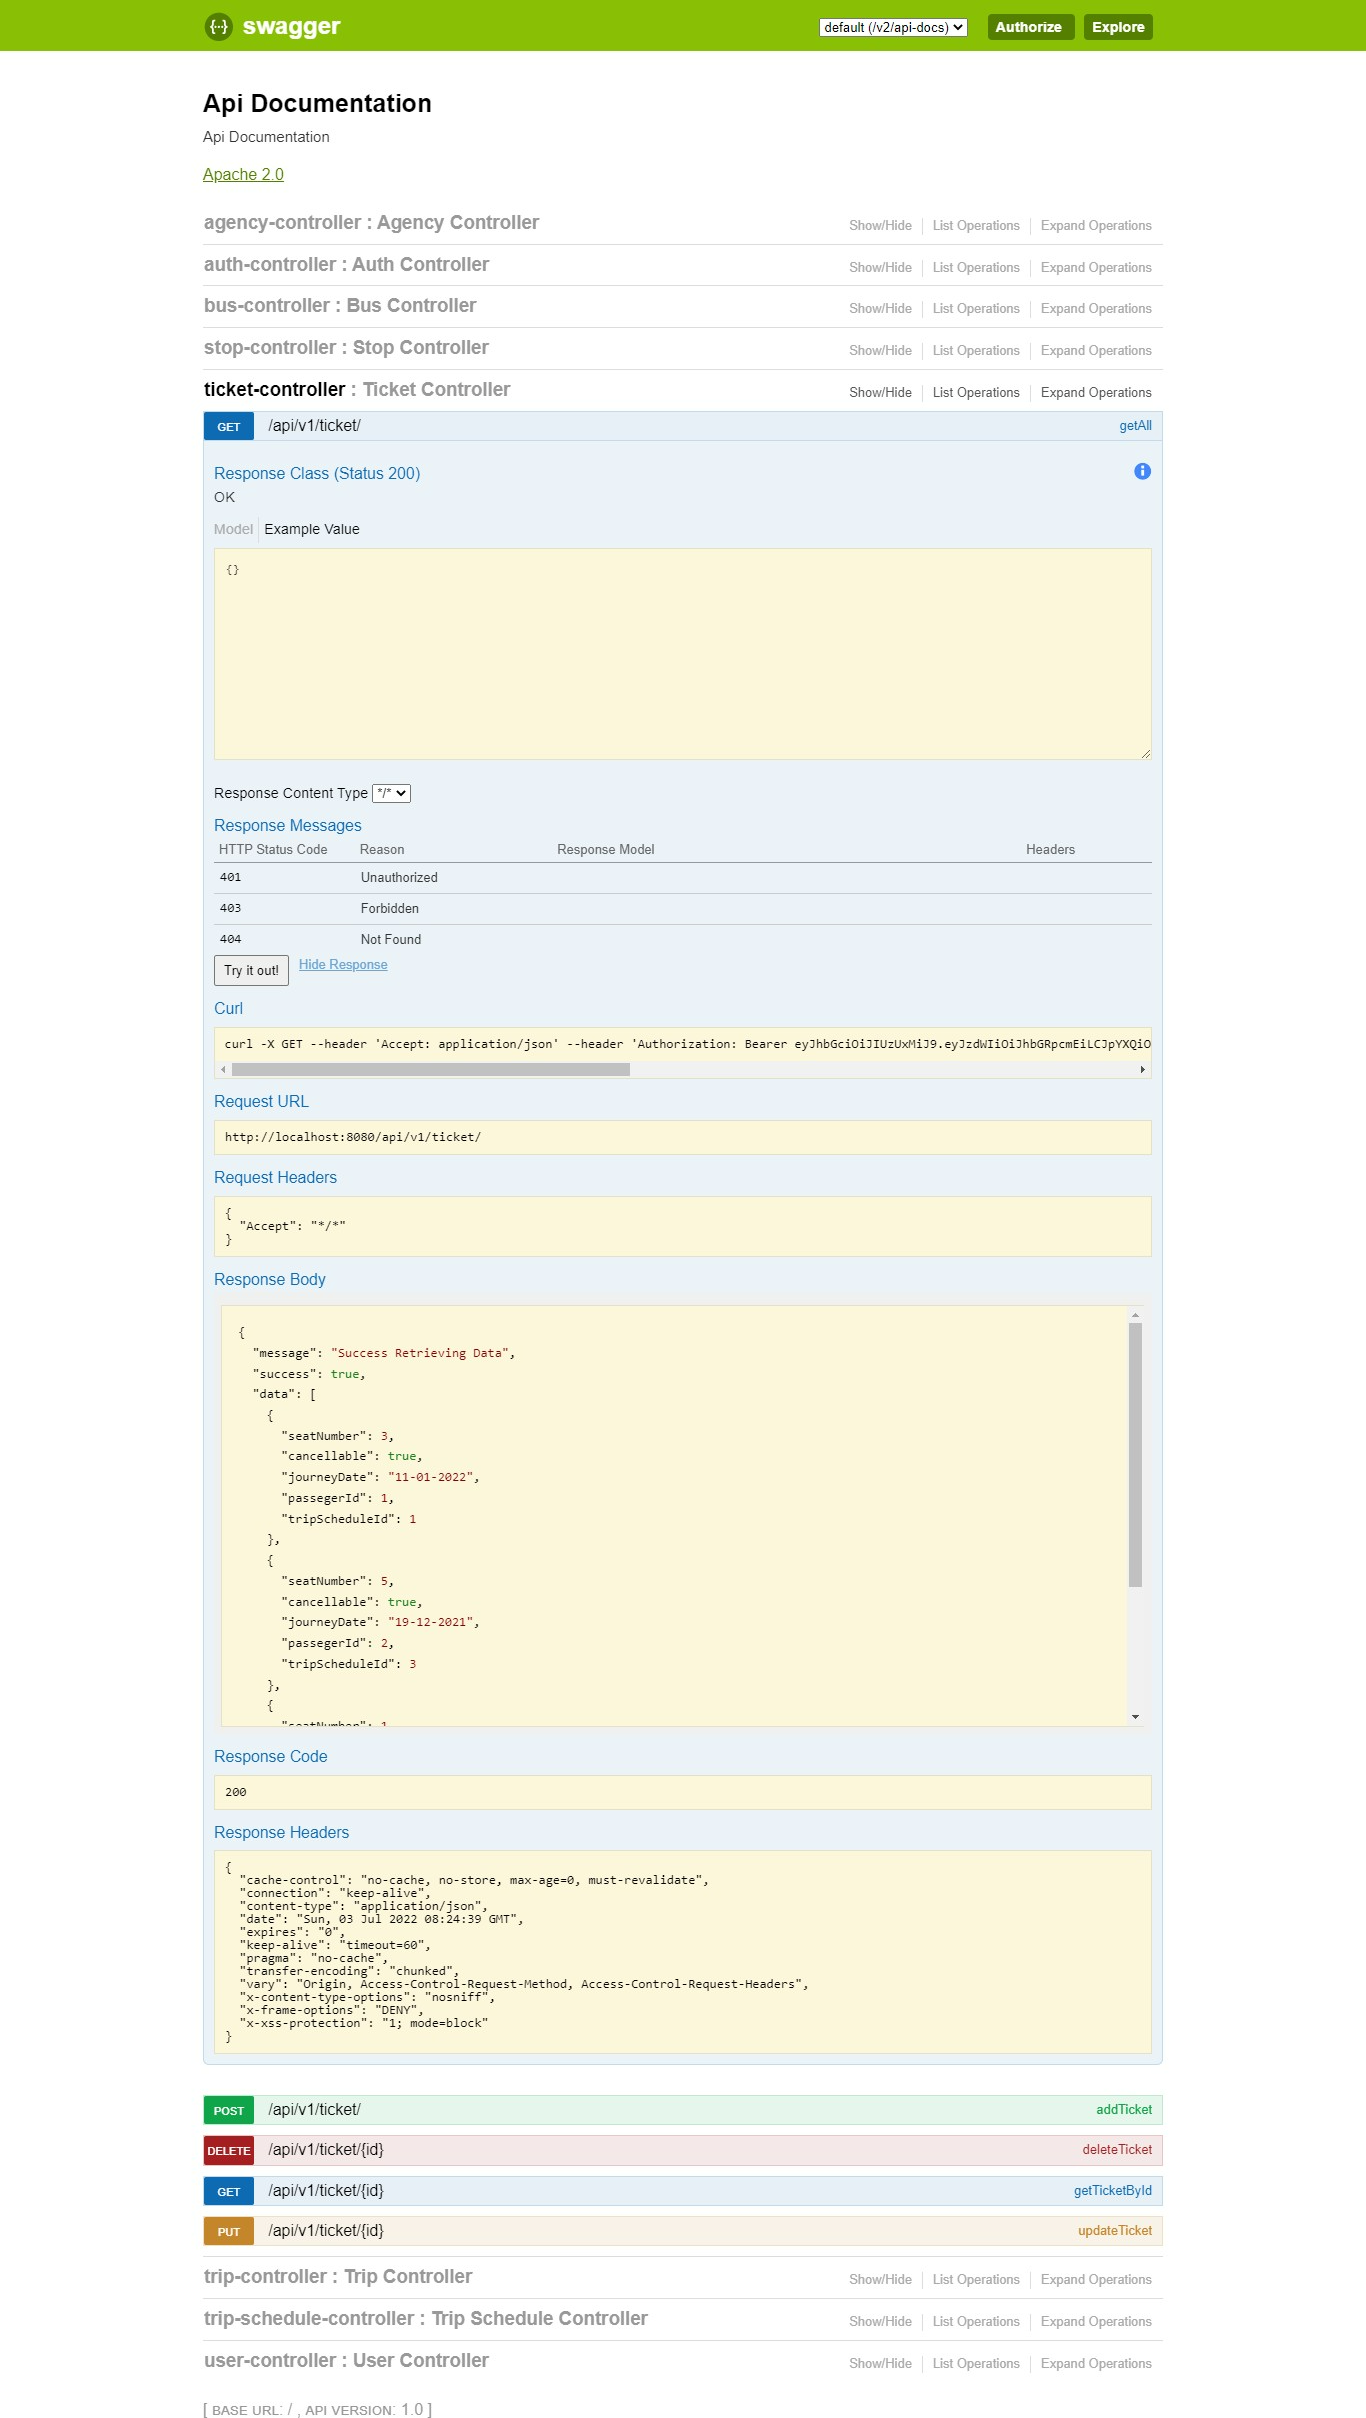 swagger
default (/v2/api-docs)
Authorize
Explore
Api Documentation
Api Documentation
Apache 2.0
agency-controller : Agency Controller
Show/Hide
List Operations
Expand Operations
auth-controller : Auth Controller
Show/Hide
List Operations
Expand Operations
bus-controller : Bus Controller
Show/Hide
List Operations
Expand Operations
stop-controller : Stop Controller
Show/Hide
List Operations
Expand Operations
ticket-controller : Ticket Controller
Show/Hide
List Operations
Expand Operations
GET /api/v1/ticket/ getAll
Response Class (Status 200)
OK
Model Example Value
{}
Response Content Type */*
Response Messages
HTTP Status Code Reason Response Model Headers
401 Unauthorized
403 Forbidden
404 Not Found
Try it out! Hide Response
Curl
curl -X GET --header 'Accept: application/json' --header 'Authorization: Bearer eyJhbGciOiJIUzUxMiJ9.eyJzdWIiOiJhbGRpcmEiLCJpYXQiO
Request URL
http://localhost:8080/api/v1/ticket/
Request Headers
{
"Accept": "*/*"
}
Response Body
{
"message": "Success Retrieving Data",
"success": true,
"data": [
{
"seatNumber": 3,
"cancellable": true,
"journeyDate": "11-01-2022",
"passegerId": 1,
"tripScheduleId": 1
},
{
"seatNumber": 5,
"cancellable": true,
"journeyDate": "19-12-2021",
"passegerId": 2,
"tripScheduleId": 3
},
{
"seatNumber": 1,
Response Code
200
Response Headers
{
"cache-control": "no-cache, no-store, max-age=0, must-revalidate",
"connection": "keep-alive",
"content-type": "application/json",
"date": "Sun, 03 Jul 2022 08:24:39 GMT",
"expires": "0",
"keep-alive": "timeout=60",
"pragma": "no-cache",
"transfer-encoding": "chunked",
"vary": "Origin, Access-Control-Request-Method, Access-Control-Request-Headers",
"x-content-type-options": "nosniff",
"x-frame-options": "DENY",
"x-xss-protection": "1; mode=block"
}
POST /api/v1/ticket/ addTicket
DELETE /api/v1/ticket/{id} deleteTicket
GET /api/v1/ticket/{id} getTicketById
PUT /api/v1/ticket/{id} updateTicket
trip-controller : Trip Controller
Show/Hide
List Operations
Expand Operations
trip-schedule-controller : Trip Schedule Controller
Show/Hide
List Operations
Expand Operations
user-controller : User Controller
Show/Hide
List Operations
Expand Operations
[ BASE URL: / , API VERSION: 1.0 ]